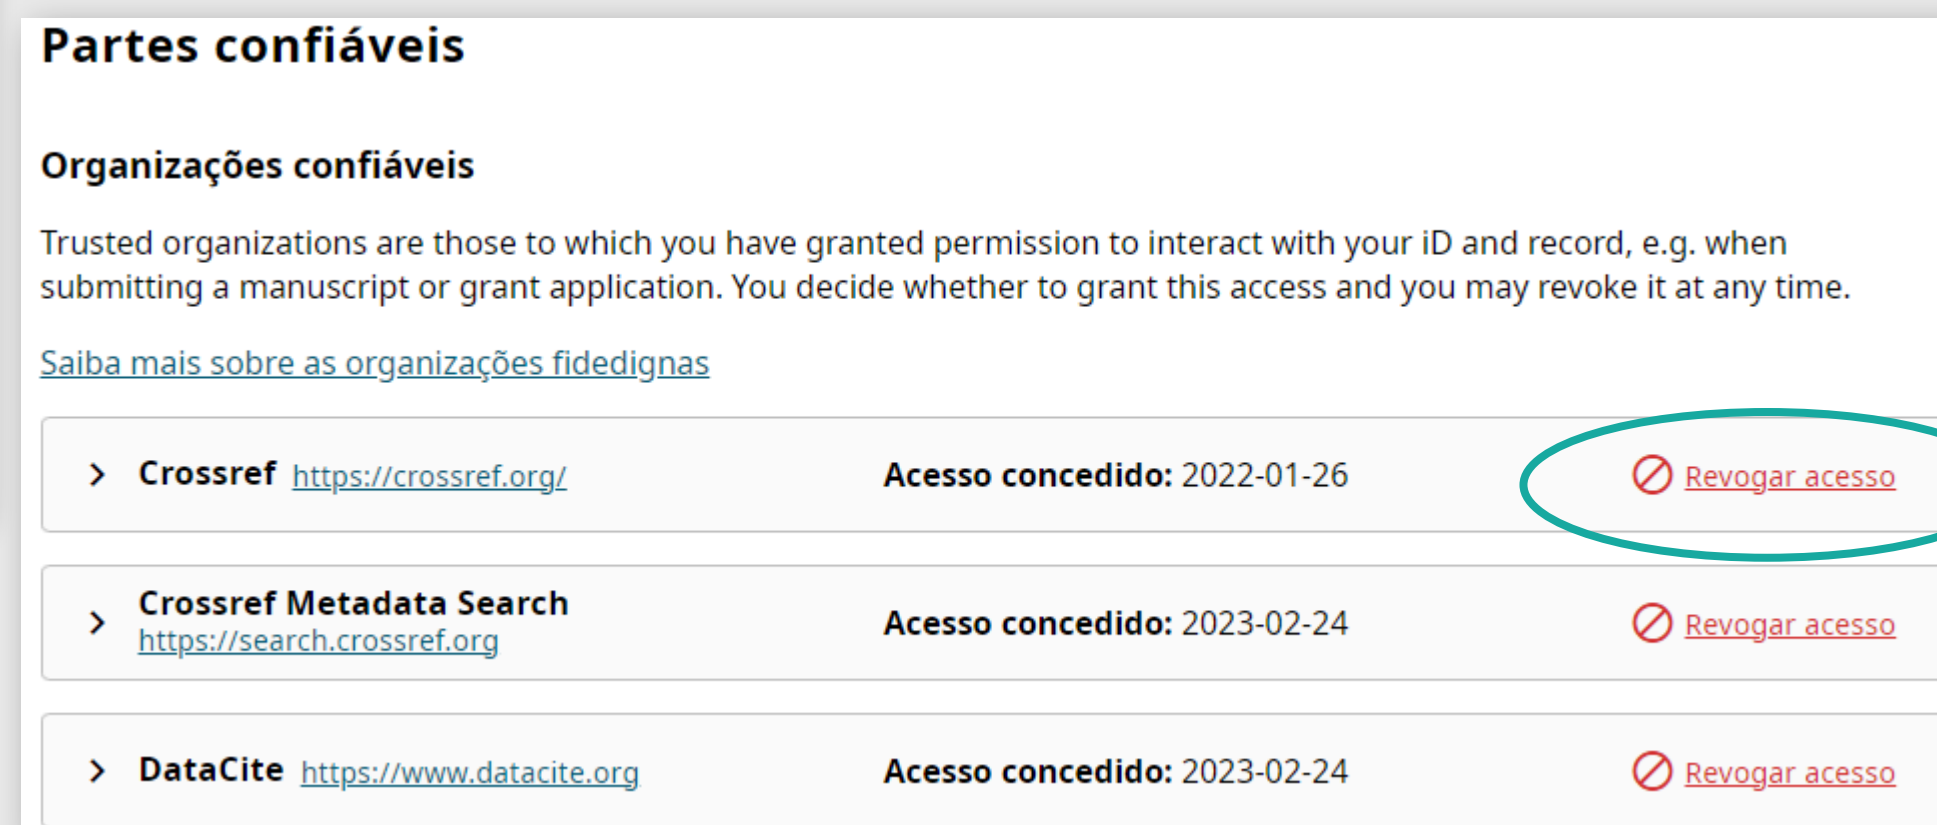 Partes confiáveis
Organizações confiáveis
Trusted organizations are those to which you have granted permission to interact with your iD and record, e.g. when
submitting a manuscript or grant application. You decide whether to grant this access and you may revoke it at any time.
Saiba mais sobre as organizações fidedignas
Crossref https://crossref.org/ Acesso concedido: 2022-01-26 Revogar acesso
Crossref Metadata Search
https://search.crossref.org Acesso concedido: 2023-02-24 Revogar acesso
DataCite https://www.datacite.org Acesso concedido: 2023-02-24 Revogar acesso